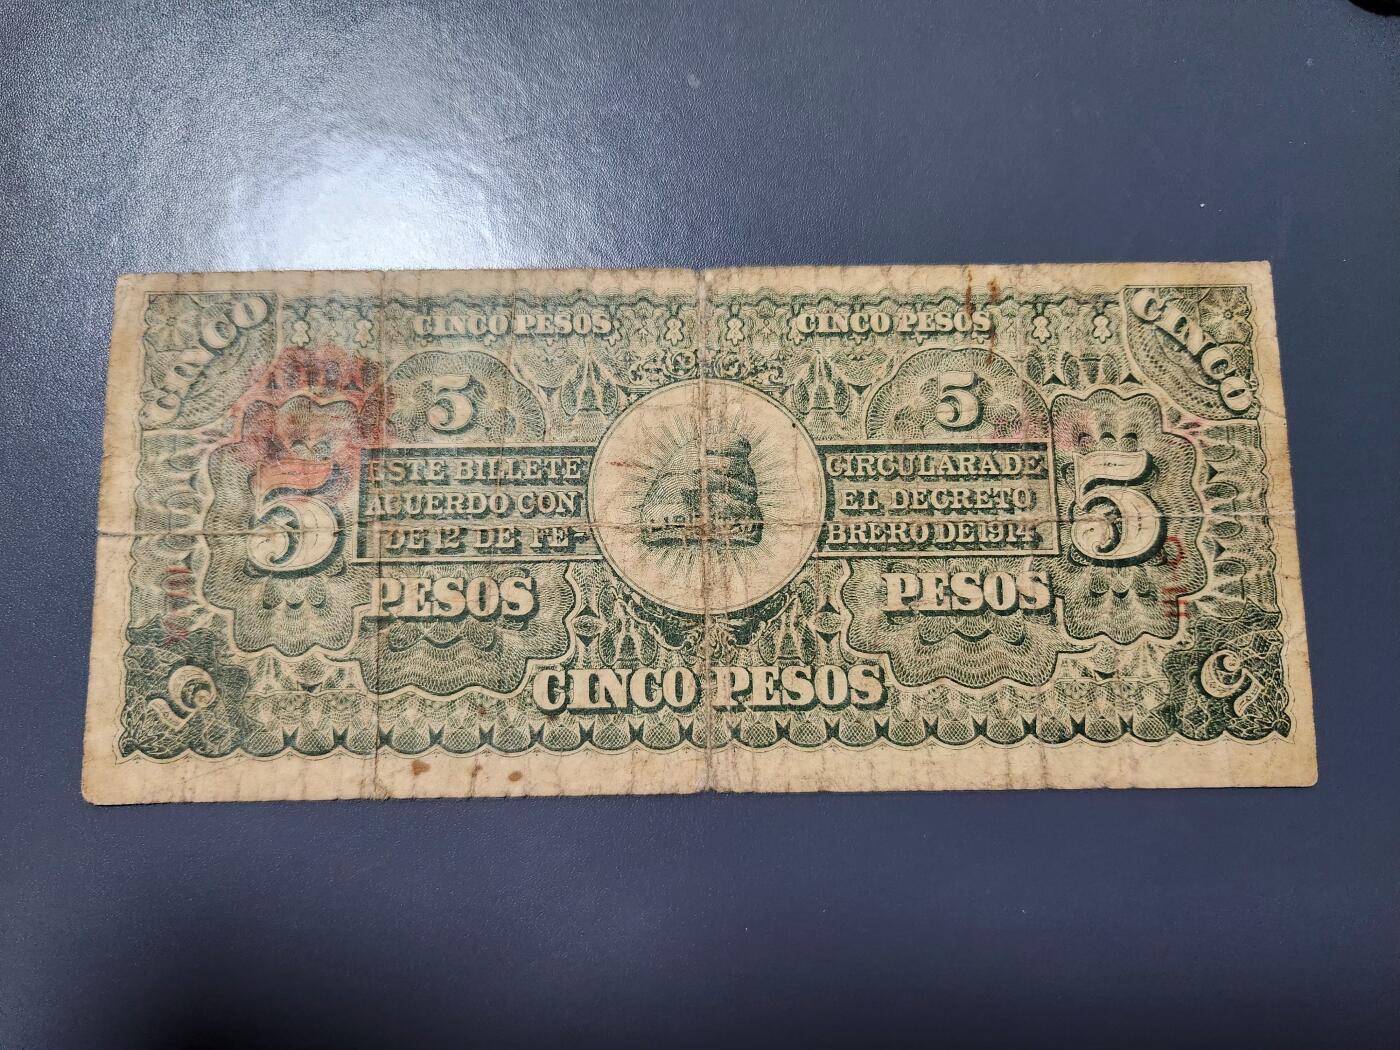 CINCO
CINCO PESOS
CINCO PESOS
CINCO
5
5
5
5
ESTE BILLETE CIRCULARA DE
ACUERDO CON EL DECRETO
DE 12 DE FE- BRERO DE 1914
PESOS
PESOS
5
CINCO PESOS
5